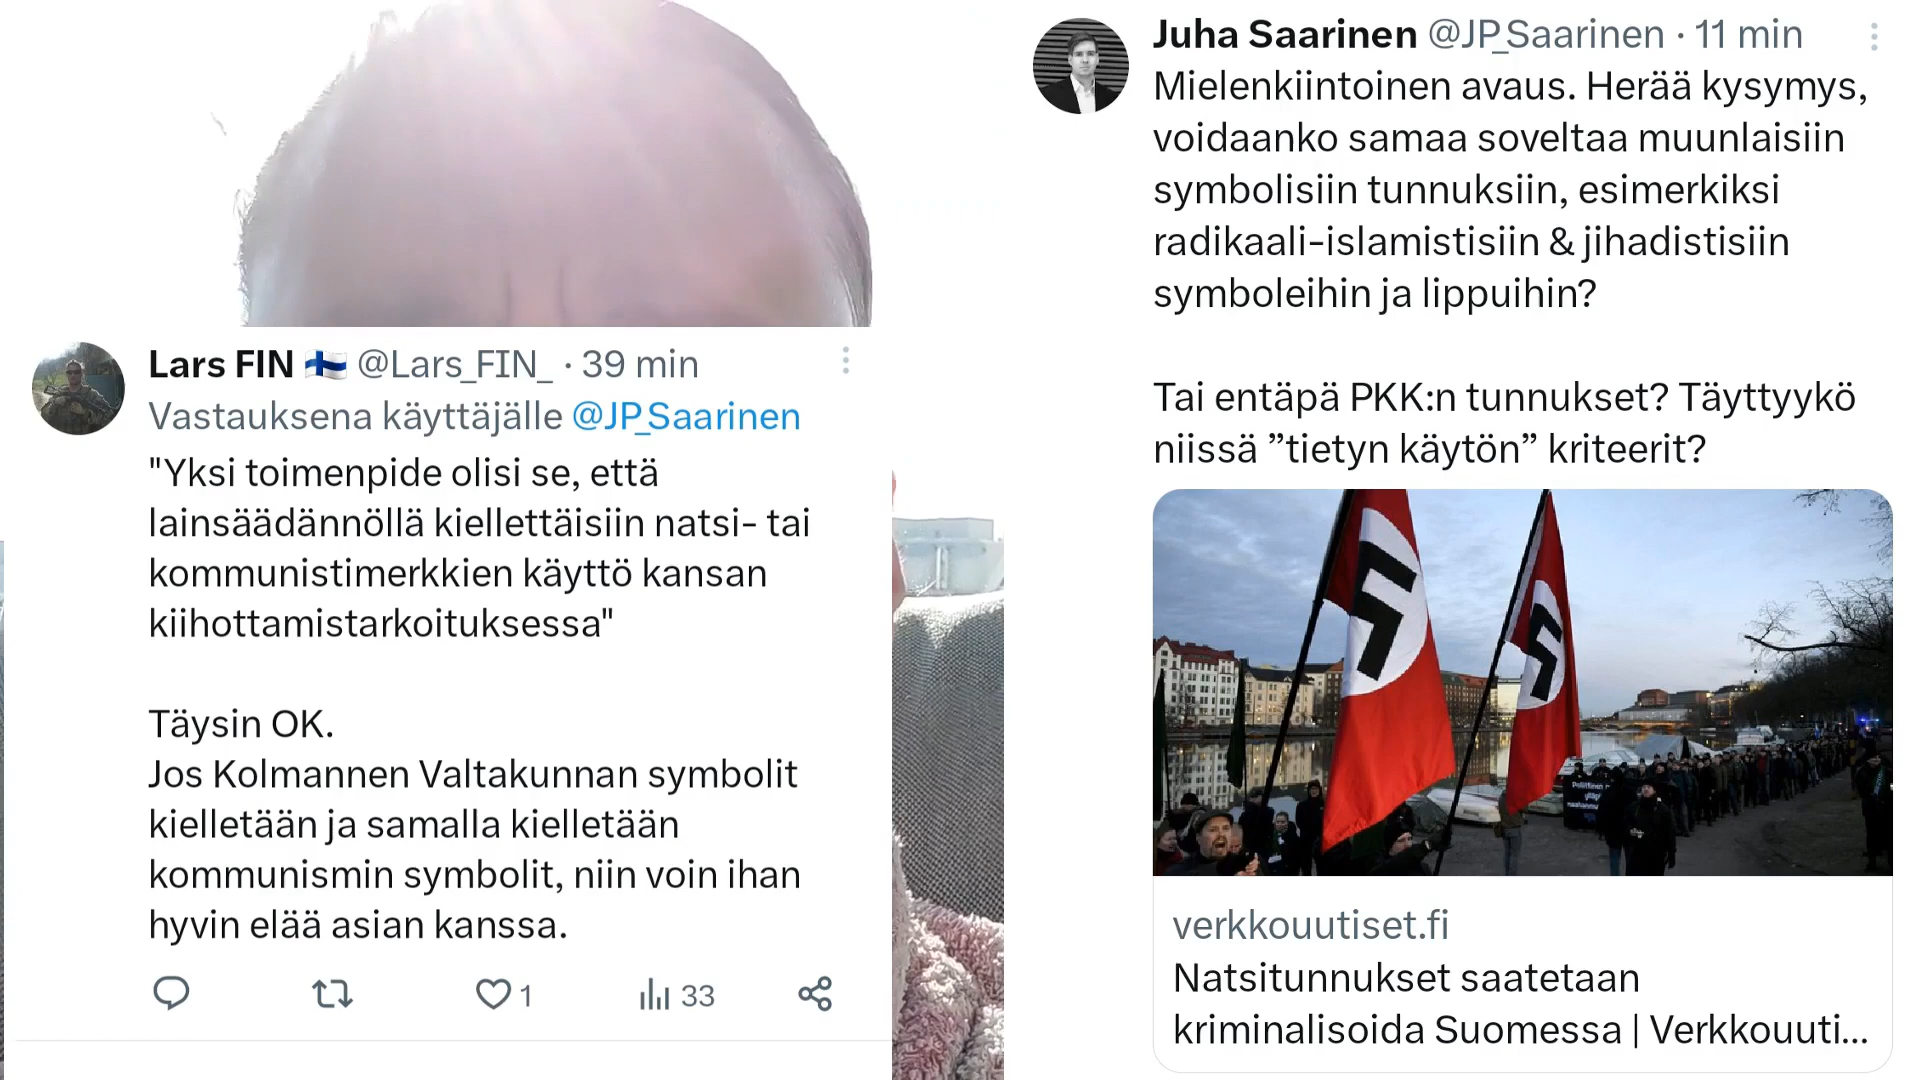 Juha Saarinen @JP_Saarinen · 11 min
Mielenkiintoinen avaus. Herää kysymys,
voidaanko samaa soveltaa muunlaisiin
symbolisiin tunnuksiin, esimerkiksi
radikaali-islamistisiin & jihadistisiin
symboleihin ja lippuihin?
Tai entäpä PKK:n tunnukset? Täyttyykö
niissä ”tietyn käytön” kriteerit?
verkkouutiset.fi
Natsitunnukset saatetaan
kriminalisoida Suomessa | Verkkouuti...
Lars FIN @Lars_FIN_ · 39 min
Vastauksena käyttäjälle @JP_Saarinen
"Yksi toimenpide olisi se, että
lainsäädännöllä kiellettäisiin natsi- tai
kommunistimerkkien käyttö kansan
kiihottamistarkoituksessa"
Täysin OK.
Jos Kolmannen Valtakunnan symbolit
kielletään ja samalla kielletään
kommunismin symbolit, niin voin ihan
hyvin elää asian kanssa.
1
33